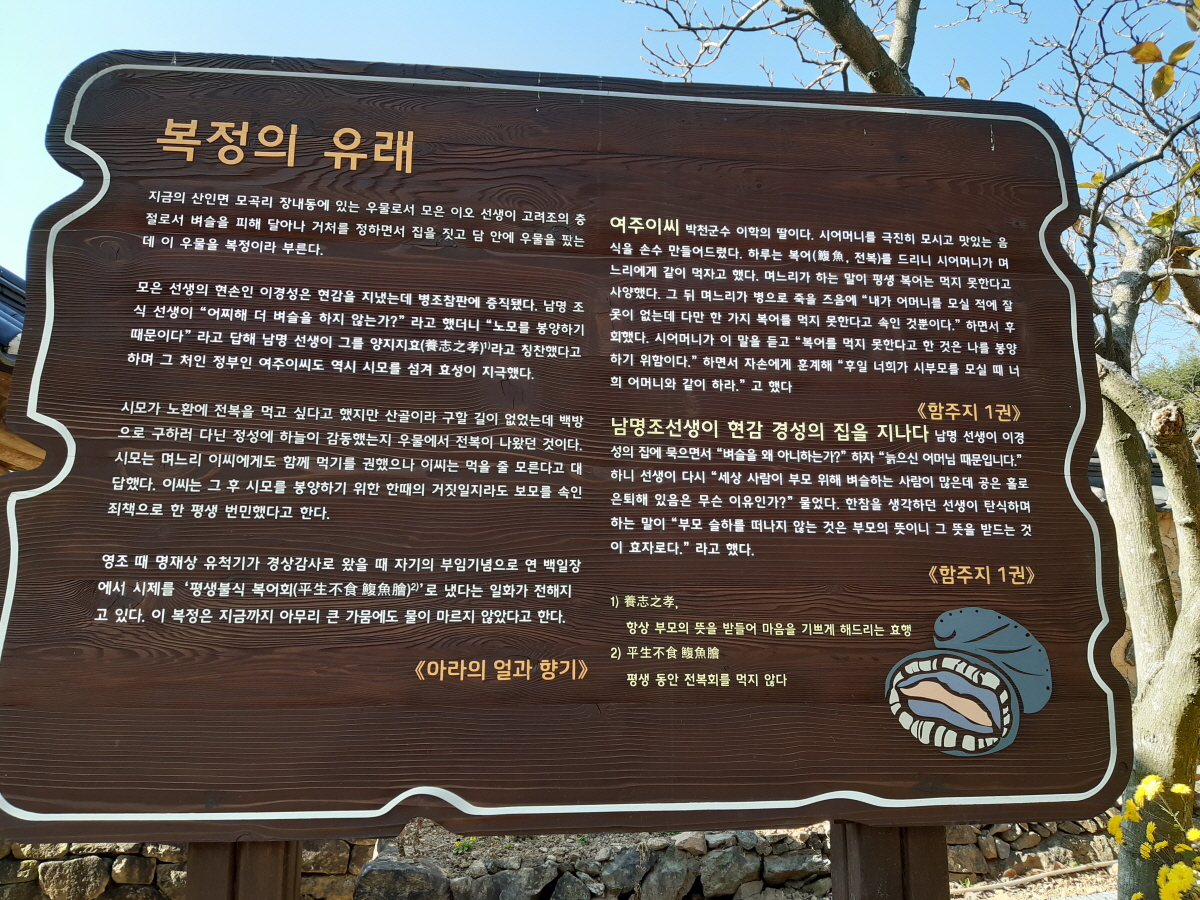 복정의 유래
지금의 산인면 모곡리 장내동에 있는 우물로서 모은 이오 선생이 고려조의 충
절로서 벼슬을 피해 달아나 거처를 정하면서 집을 짓고 담 안에 우물을 팠는
데 이 우물을 복정이라 부른다.
모은 선생의 현손인 이경성은 현감을 지냈는데 병조참판에 증직됐다. 남명 조
식 선생이 “어찌해 더 벼슬을 하지 않는가?” 라고 했더니 “노모를 봉양하기
때문이다” 라고 답해 남명 선생이 그를 양지지효(養志之孝)¹⁾라고 칭찬했다고
하며 그 처인 정부인 여주이씨도 역시 시모를 섬겨 효성이 지극했다.
시모가 노환에 전복을 먹고 싶다고 했지만 산골이라 구할 길이 없었는데 백방
으로 구하러 다닌 정성에 하늘이 감동했는지 우물에서 전복이 나왔던 것이다.
시모는 며느리 이씨에게도 함께 먹기를 권했으나 이씨는 먹을 줄 모른다고 대
답했다. 이씨는 그 후 시모를 봉양하기 위한 한때의 거짓일지라도 보모를 속인
죄책으로 한 평생 번민했다고 한다.
영조 때 명재상 유척기가 경상감사로 왔을 때 자기의 부임기념으로 연 백일장
에서 시제를 ‘평생불식 복어회(平生不食 鰒魚膾)²⁾’로 냈다는 일화가 전해지
고 있다. 이 복정은 지금까지 아무리 큰 가뭄에도 물이 마르지 않았다고 한다.
《아라의 얼과 향기》
여주이씨 박천군수 이학의 딸이다. 시어머니를 극진히 모시고 맛있는 음
식을 손수 만들어드렸다. 하루는 복어(鰒魚, 전복)를 드리니 시어머니가 며
느리에게 같이 먹자고 했다. 며느리가 하는 말이 평생 복어는 먹지 못한다고
사양했다. 그 뒤 며느리가 병으로 죽을 즈음에 “내가 어머니를 모실 적에 잘
못이 없는데 다만 한 가지 복어를 먹지 못한다고 속인 것뿐이다.” 하면서 후
회했다. 시어머니가 이 말을 듣고 “복어를 먹지 못한다고 한 것은 나를 봉양
하기 위함이다.” 하면서 자손에게 훈계해 “후일 너희가 시부모를 모실 때 너
희 어머니와 같이 하라.” 고 했다
《함주지 1권》
남명조선생이 현감 경성의 집을 지나다 남명 선생이 이경
성의 집에 묵으면서 “벼슬을 왜 아니하는가?” 하자 “늙으신 어머님 때문입니다.”
하니 선생이 다시 “세상 사람이 부모 위해 벼슬하는 사람이 많은데 공은 홀로
은퇴해 있음은 무슨 이유인가?” 물었다. 한참을 생각하던 선생이 탄식하며
하는 말이 “부모 슬하를 떠나지 않는 것은 부모의 뜻이니 그 뜻을 받드는 것
이 효자로다.” 라고 했다.
《함주지 1권》
1) 養志之孝,
항상 부모의 뜻을 받들어 마음을 기쁘게 해드리는 효행
2) 平生不食 鰒魚膾
평생 동안 전복회를 먹지 않다